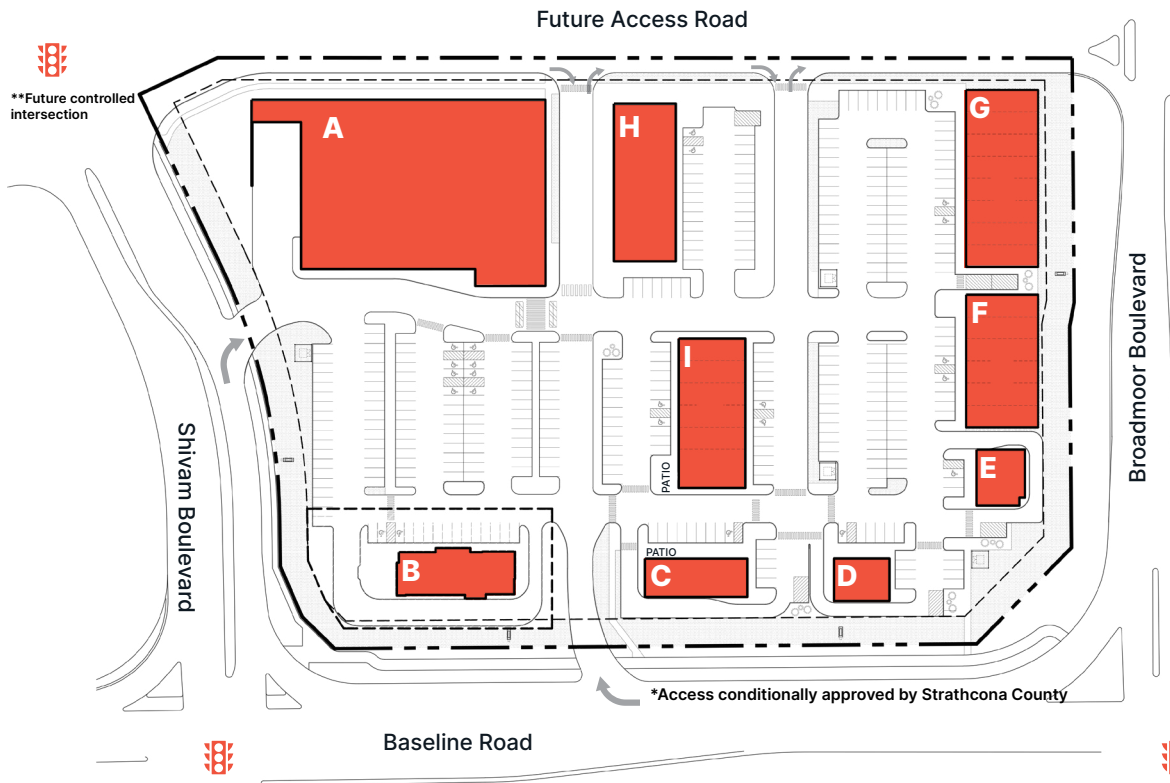 Future Access Road
**Future controlled
intersection
A
H
G
F
I
E
PATIO
Shivam Boulevard
Broadmoor Boulevard
PATIO
B
C
D
*Access conditionally approved by Strathcona County
Baseline Road